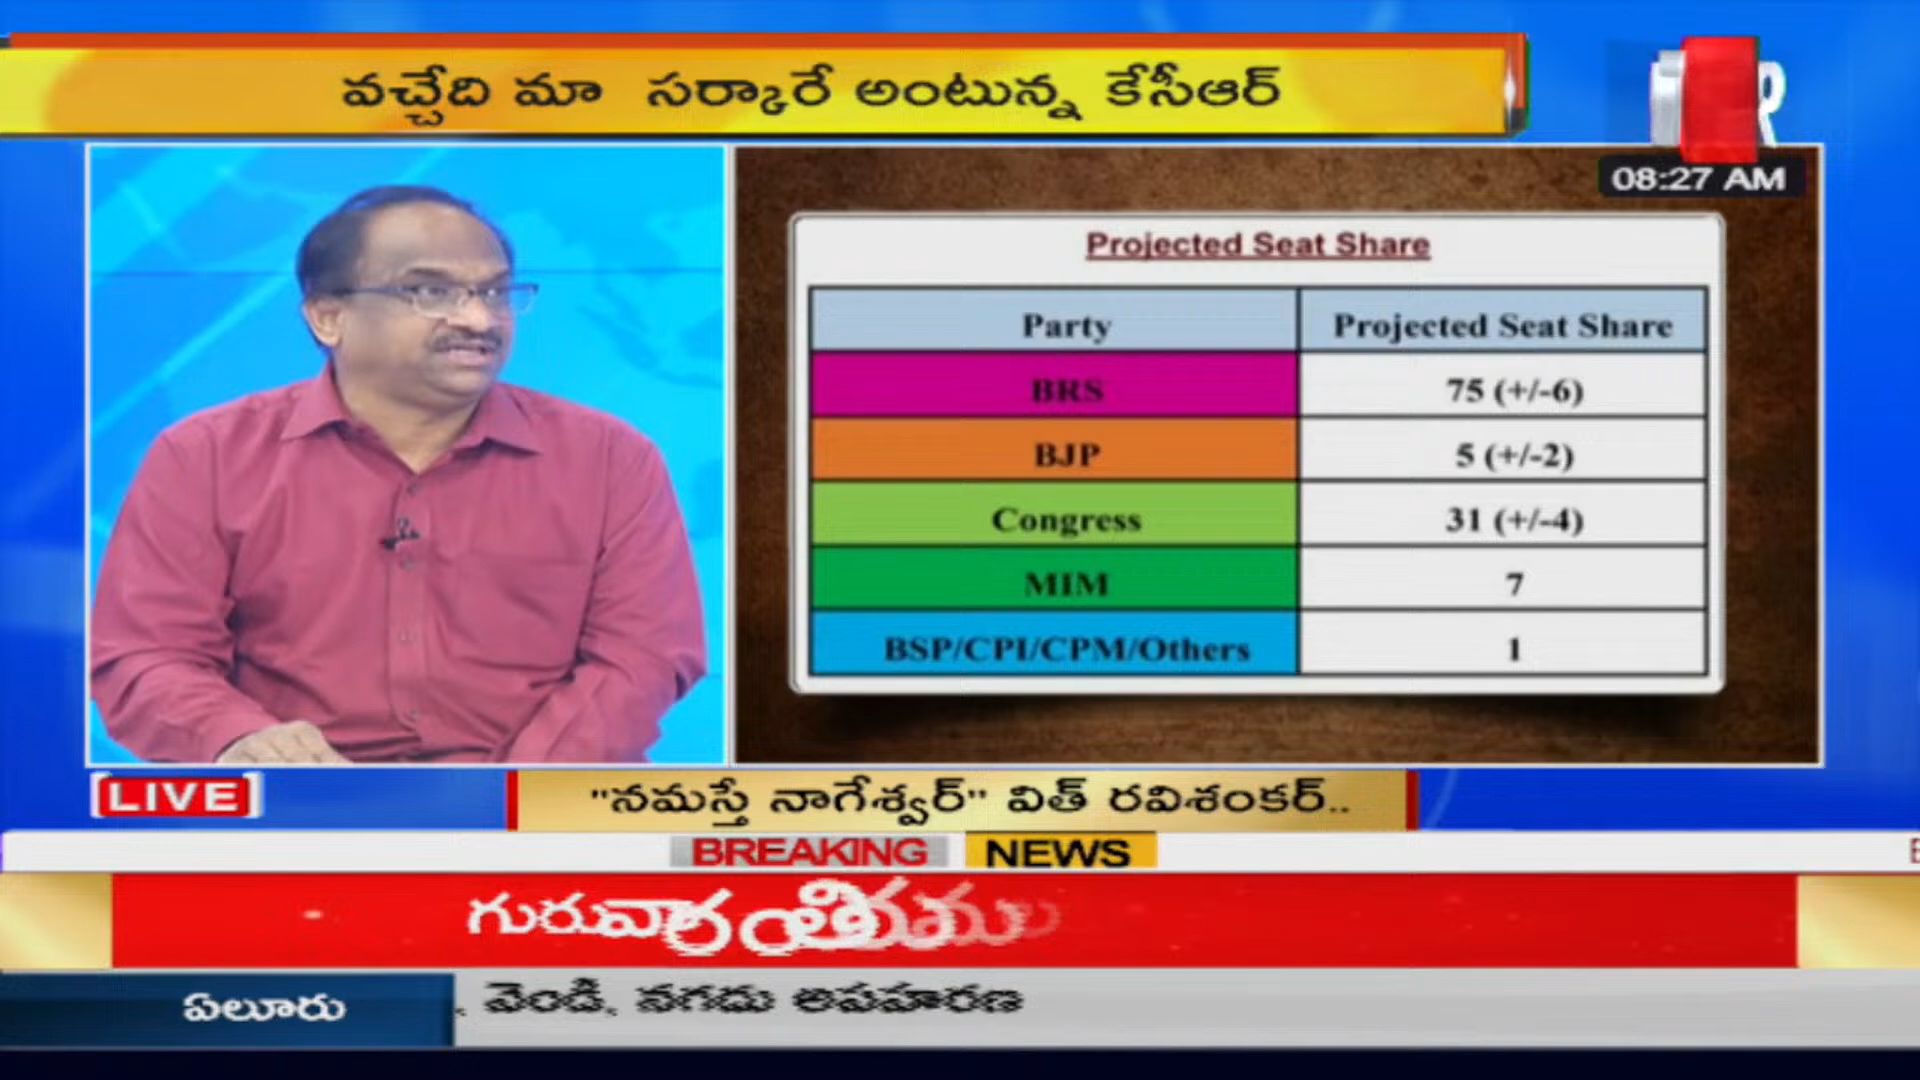 వచ్చేది మా సర్కారే అంటున్న కేసీఆర్
08:27 AM
Projected Seat Share
Party Projected Seat Share
BRS 75 (+/-6)
BJP 5 (+/-2)
Congress 31 (+/-4)
MIM 7
BSP/CPI/CPM/Others 1
LIVE
"నమస్తే నాగేశ్వర్" విత్ రవిశంకర్..
BREAKING NEWS
ఏలూరు
వెండి, నగదు అపహరణ